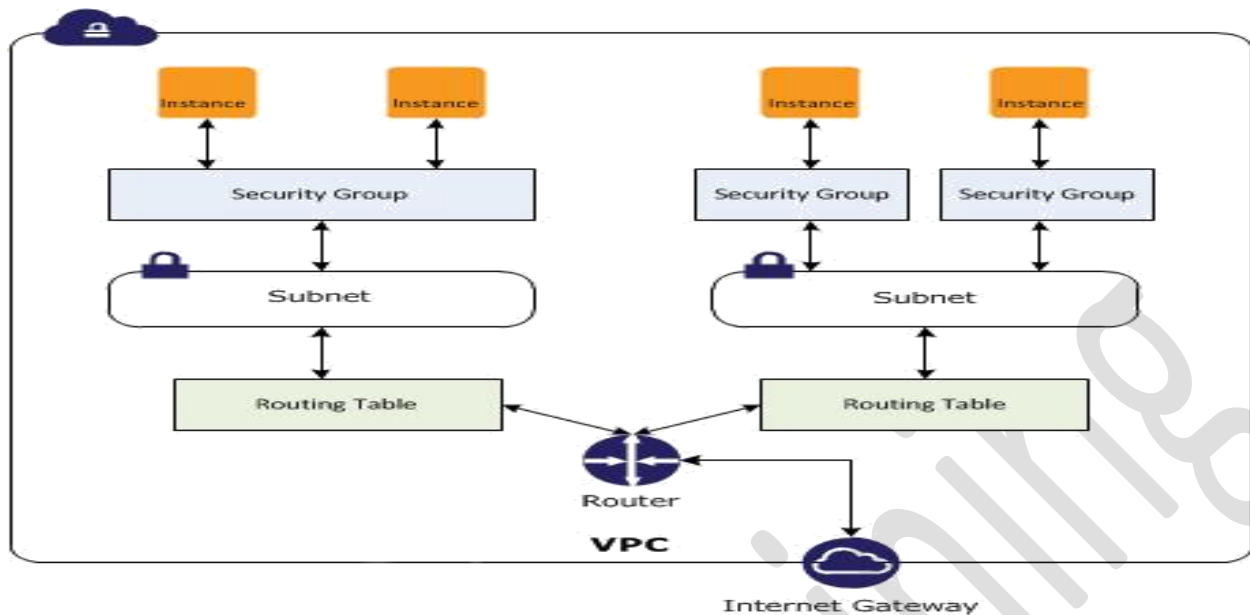 Instance
Instance
Instance
Instance
Security Group
Security Group
Security Group
Subnet
Subnet
Routing Table
Routing Table
Router
VPC
Internet Gateway
ining